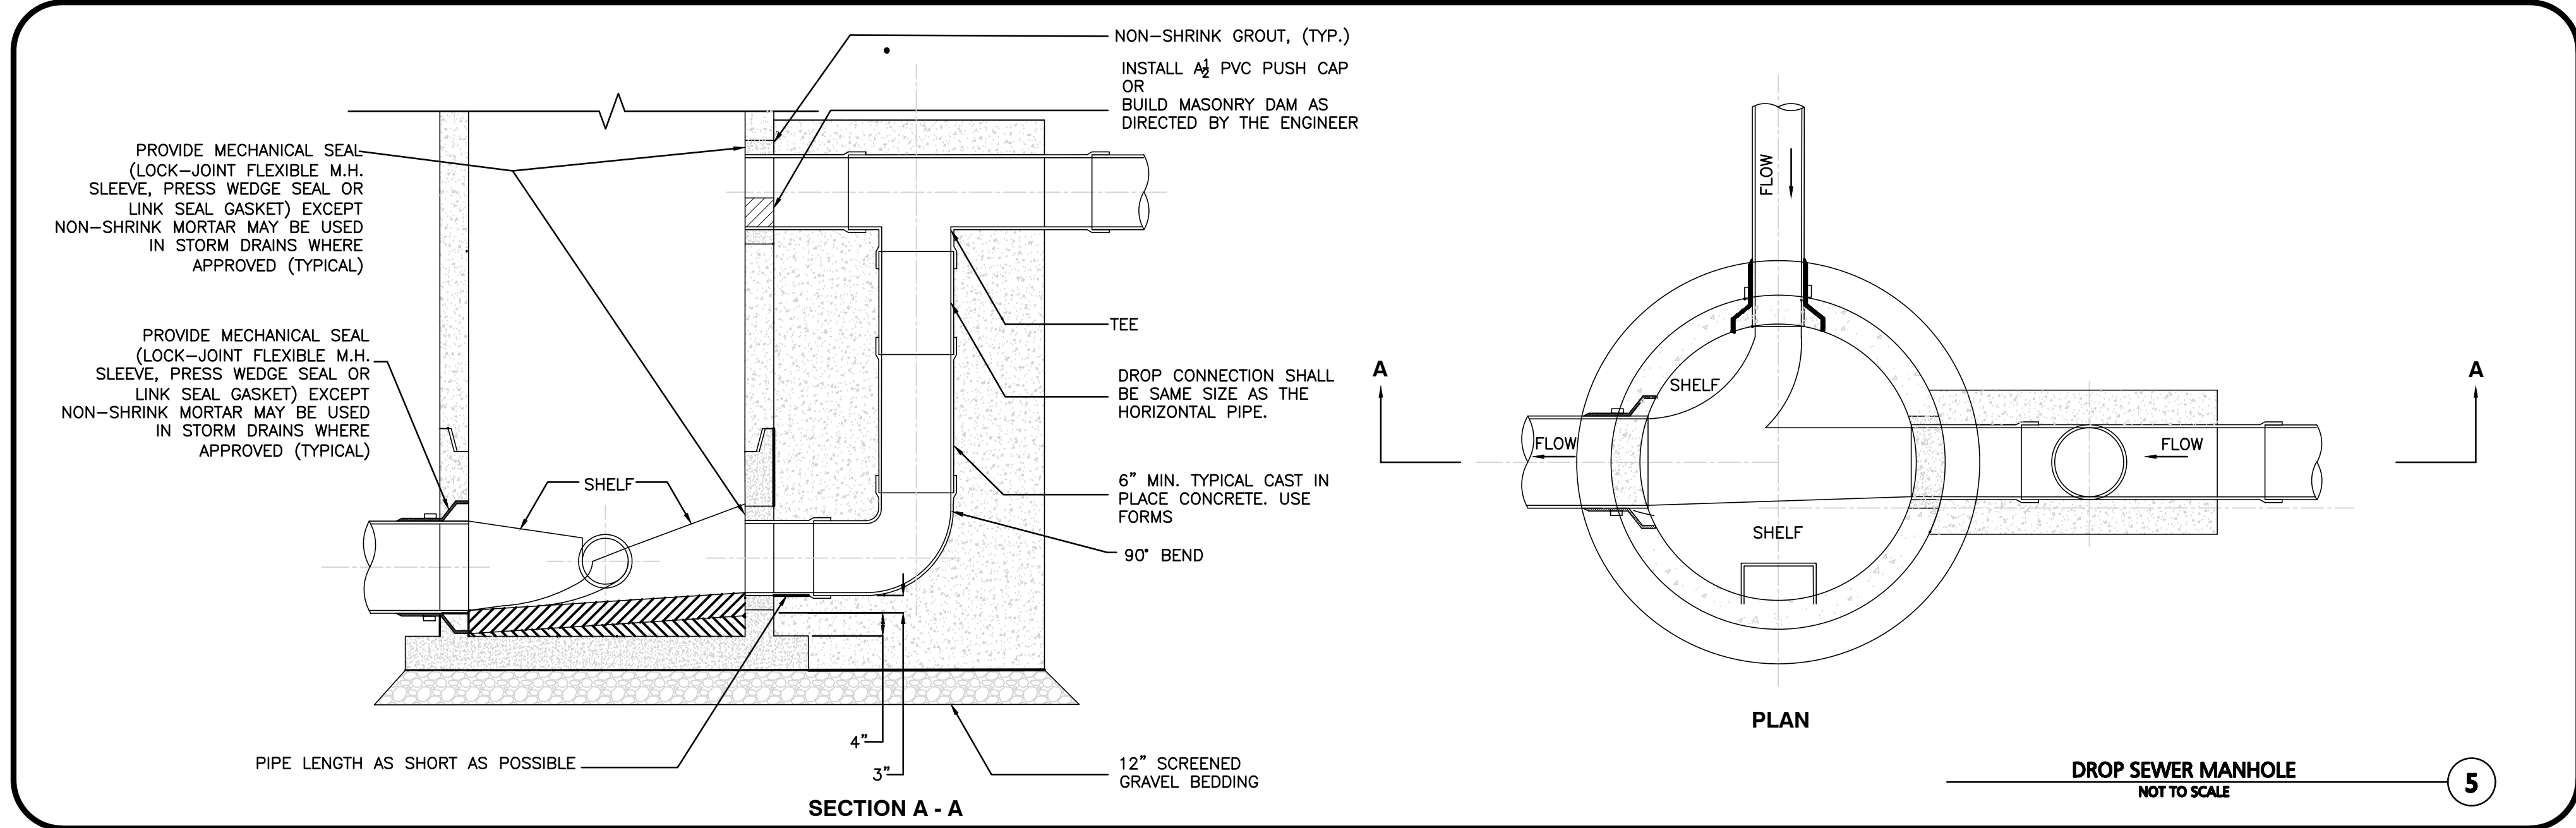 NON-SHRINK GROUT, (TYP.)
INSTALL A½ PVC PUSH CAP
OR
BUILD MASONRY DAM AS
DIRECTED BY THE ENGINEER
PROVIDE MECHANICAL SEAL
(LOCK-JOINT FLEXIBLE M.H.
SLEEVE, PRESS WEDGE SEAL OR
LINK SEAL GASKET) EXCEPT
NON-SHRINK MORTAR MAY BE USED
IN STORM DRAINS WHERE
APPROVED (TYPICAL)
PROVIDE MECHANICAL SEAL
(LOCK-JOINT FLEXIBLE M.H.
SLEEVE, PRESS WEDGE SEAL OR
LINK SEAL GASKET) EXCEPT
NON-SHRINK MORTAR MAY BE USED
IN STORM DRAINS WHERE
APPROVED (TYPICAL)
SHELF
TEE
DROP CONNECTION SHALL
BE SAME SIZE AS THE
HORIZONTAL PIPE.
6" MIN. TYPICAL CAST IN
PLACE CONCRETE. USE
FORMS
90° BEND
4"
3"
PIPE LENGTH AS SHORT AS POSSIBLE
12" SCREENED
GRAVEL BEDDING
SECTION A - A
FLOW
A
A
SHELF
FLOW
FLOW
SHELF
PLAN
DROP SEWER MANHOLE
NOT TO SCALE
5